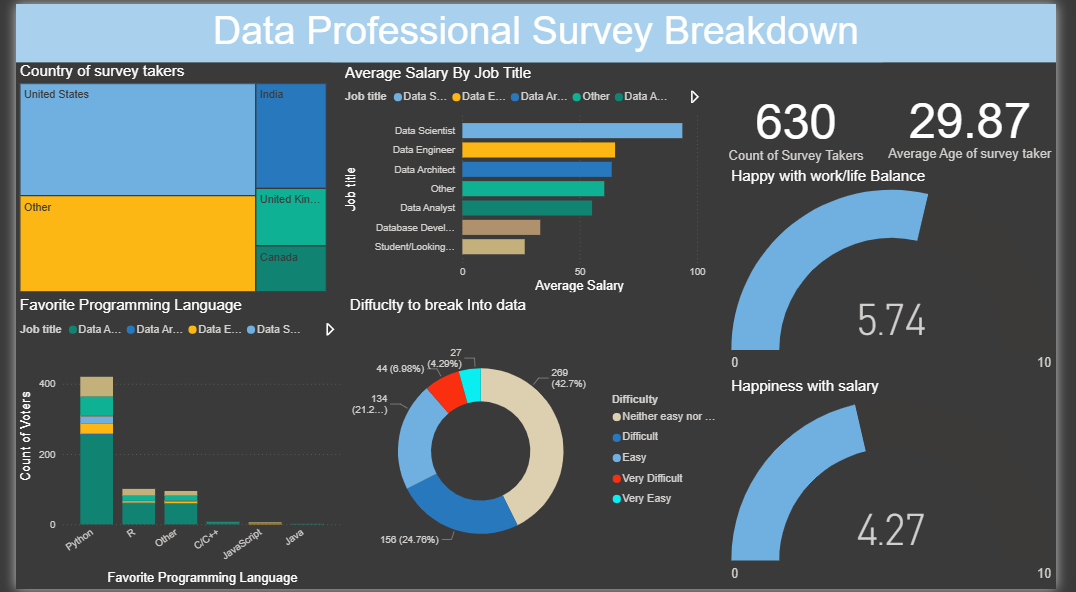 Data Professional Survey Breakdown
Country of survey takers
United States
India
Other
United Kin...
Canada
Average Salary By Job Title
Job title Data S... Data E... Data Ar... Other Data A...
Job title
Data Scientist
Data Engineer
Data Architect
Other
Data Analyst
Database Devel...
Student/Looking...
0 50 100
Average Salary
630
Count of Survey Takers
29.87
Average Age of survey taker
Happy with work/life Balance
5.74
0 10
Favorite Programming Language
Job title Data A... Data Ar... Data E... Data S...
Count of Voters
400
200
0
Python R Other C/C++ JavaScript Java
Favorite Programming Language
Diffuclty to break Into data
27
(4.29%)
44 (6.98%)
134
(21.2...)
269
(42.7%)
156 (24.76%)
Difficulty
Neither easy nor ...
Difficult
Easy
Very Difficult
Very Easy
Happiness with salary
4.27
0 10